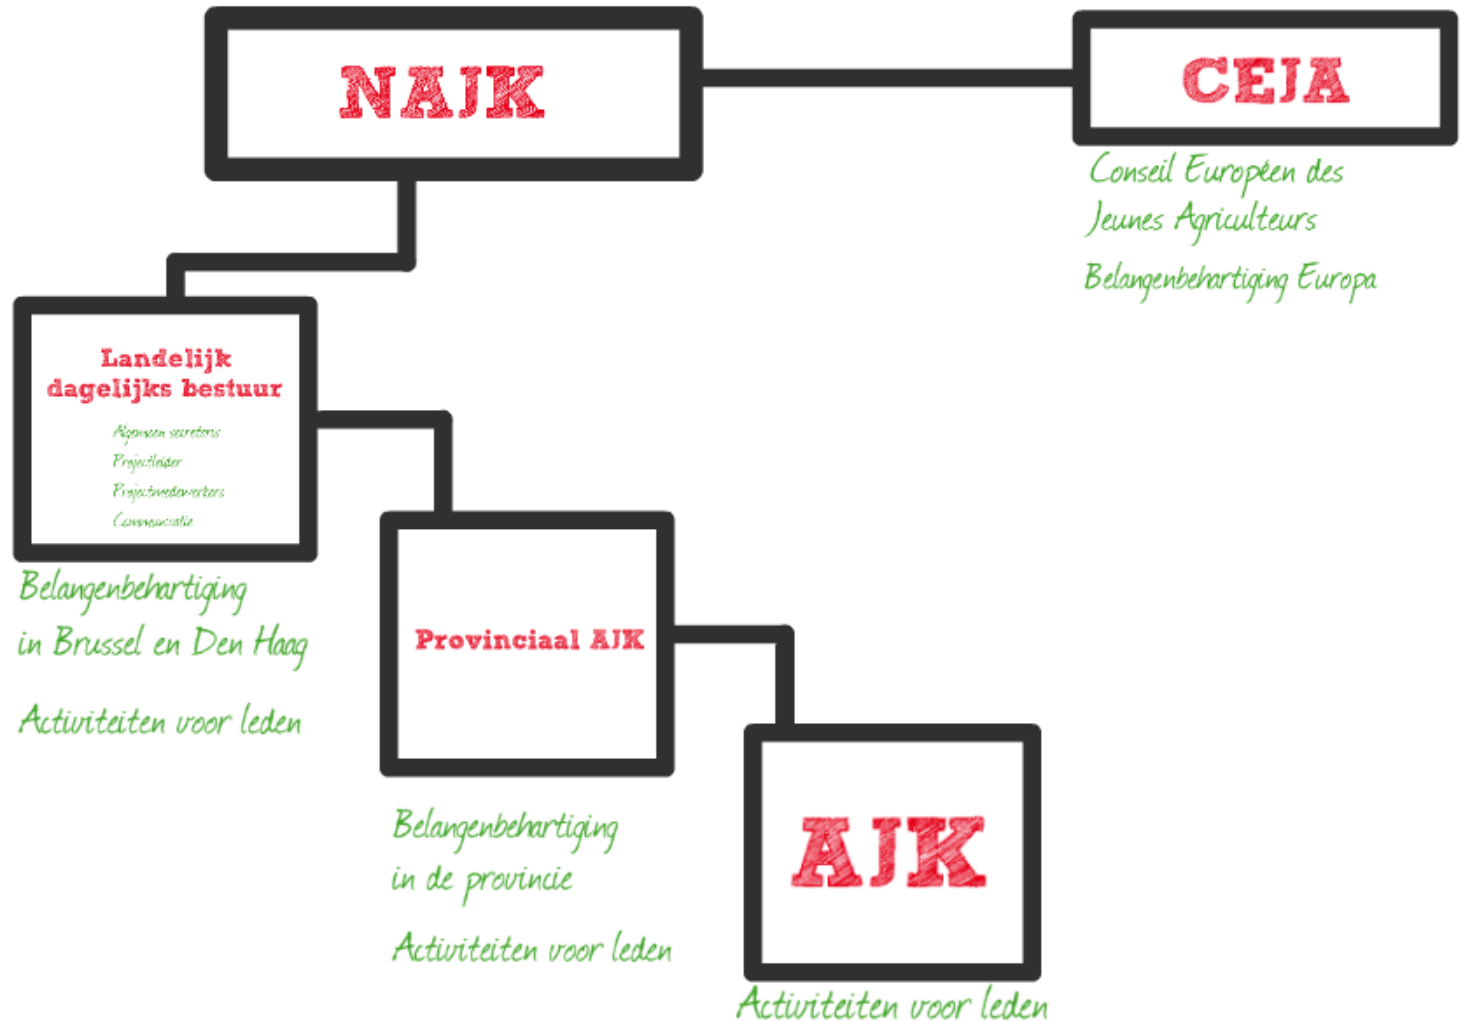 NAJK
CEJA
Conseil Européen des
Jeunes Agriculteurs
Belangenbehartiging Europa
Landelijk
dagelijks bestuur
Algemeen secretaris
Projectleider
Projectmedewerkers
Communicatie
Belangenbehartiging
in Brussel en Den Haag
Activiteiten voor leden
Provinciaal AJK
Belangenbehartiging
in de provincie
Activiteiten voor leden
AJK
Activiteiten voor leden